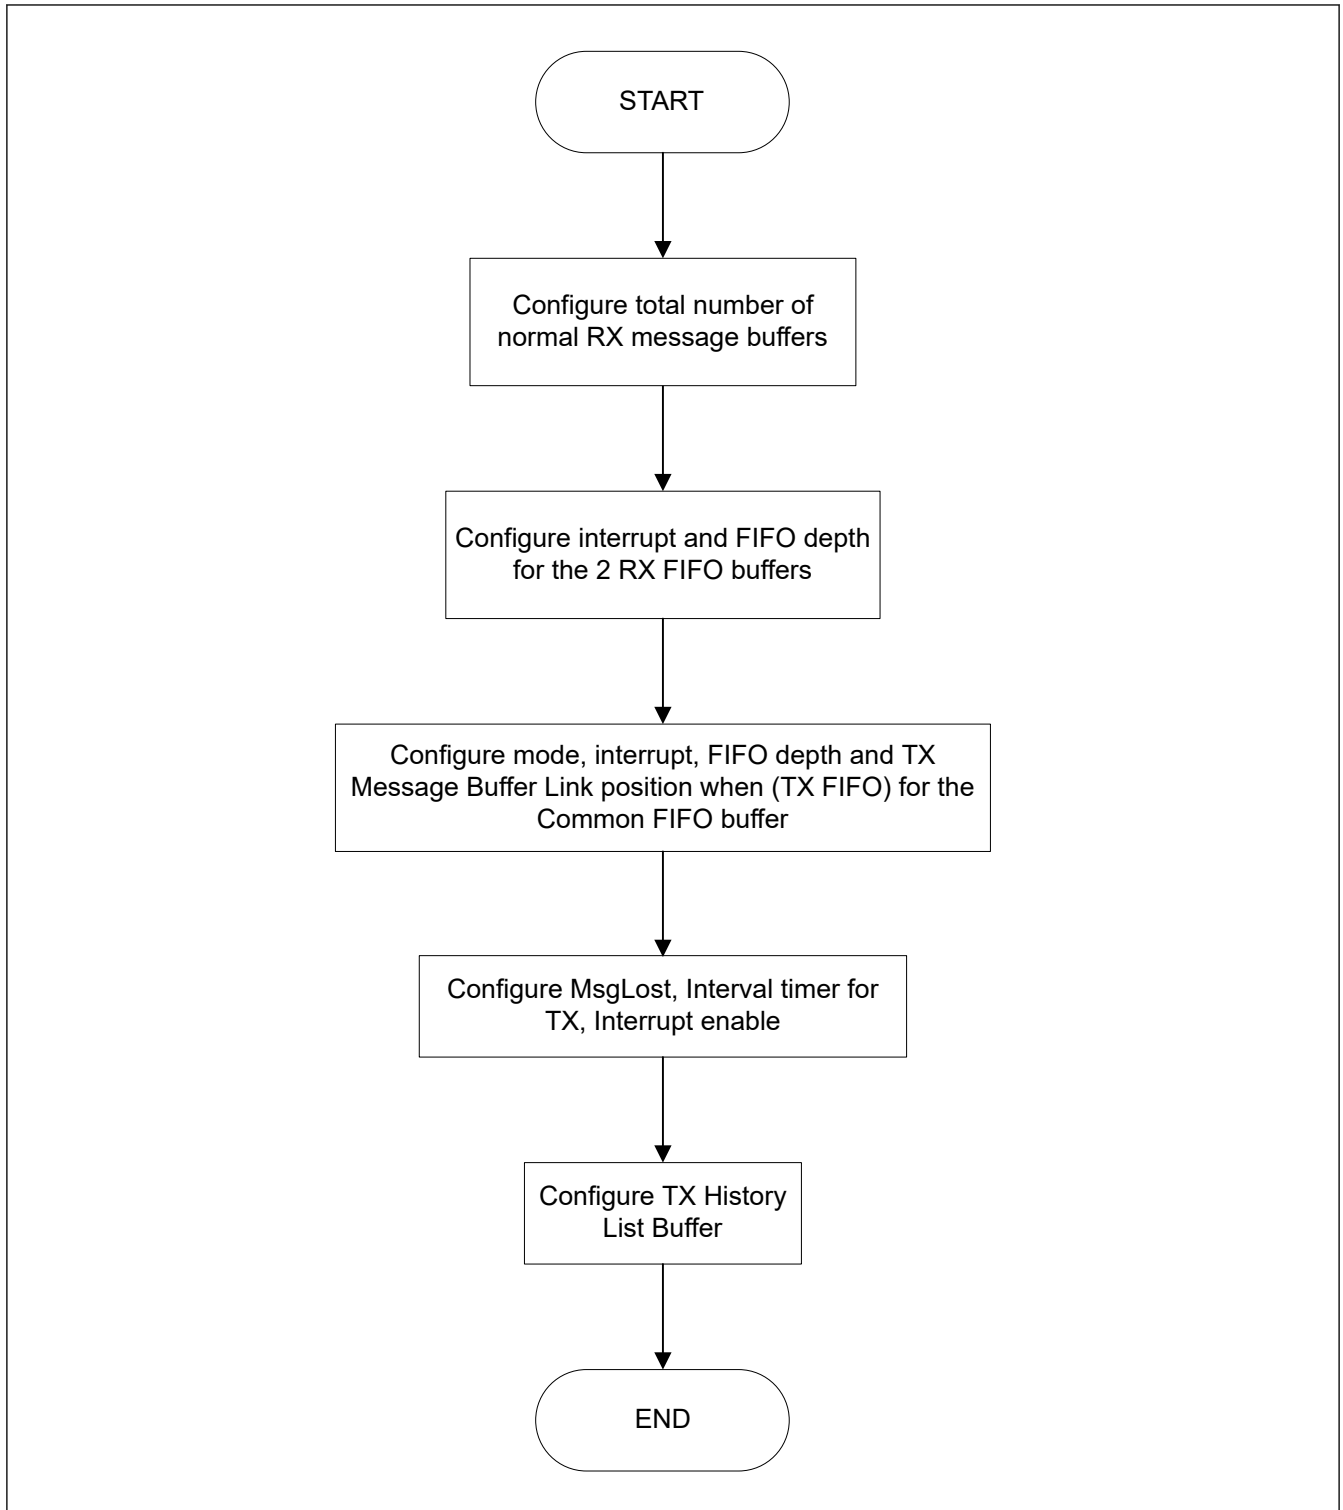 START
Configure total number of
normal RX message buffers
Configure interrupt and FIFO depth
for the 2 RX FIFO buffers
Configure mode, interrupt, FIFO depth and TX
Message Buffer Link position when (TX FIFO) for the
Common FIFO buffer
Configure MsgLost, Interval timer for
TX, Interrupt enable
Configure TX History
List Buffer
END